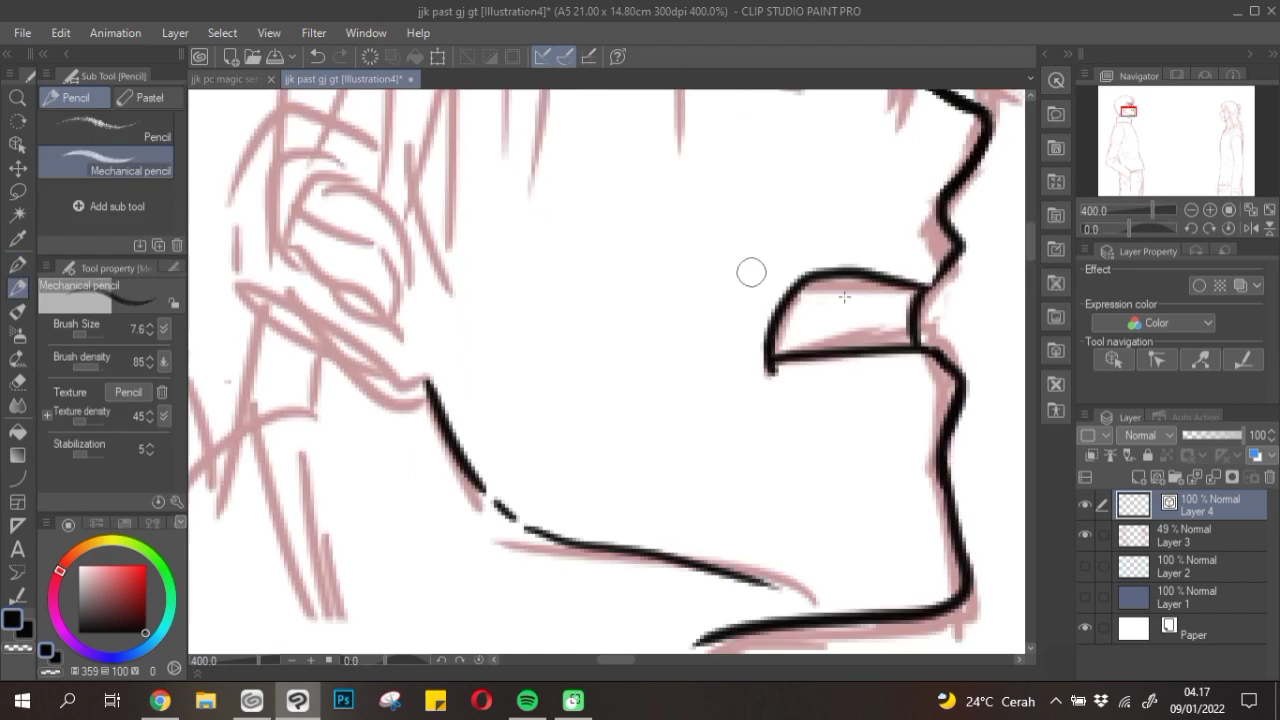 jjk past gj gt [Illustration4]* (A5 21.00 x 14.80cm 300dpi 400.0%) - CLIP STUDIO PAINT PRO
File Edit Animation Layer Select View Filter Window Help
Sub Tool [Pencil]
jjk pc magic ser
jjk past gj gt [Illustration4]*
Navigator
Pencil
Pastel
Pencil
Mechanical pencil
Add sub tool
400.0
0.0
Layer Property
Tool property [Me
Effect
Mechanical pencil
Expression color
Brush Size 7.6
Color
Brush density 85
Tool navigation
Texture Pencil
Texture density 45
Layer
Auto Action
Stabilization 5
Normal 100
100 % Normal
Layer 4
49 % Normal
Layer 3
100 % Normal
Layer 2
100 % Normal
Layer 1
Paper
400.0
0.0
359 100 0
Ps
24°C Cerah
04.17
09/01/2022